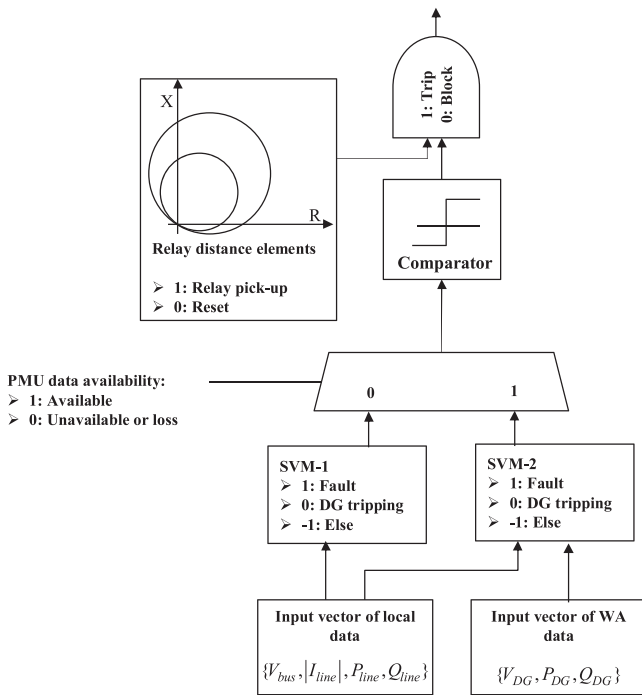 1: Trip
0: Block
X
R
Relay distance elements
➢ 1: Relay pick-up
➢ 0: Reset
Comparator
PMU data availability:
➢ 1: Available
➢ 0: Unavailable or loss
0
1
SVM-1
➢ 1: Fault
➢ 0: DG tripping
➢ -1: Else
SVM-2
➢ 1: Fault
➢ 0: DG tripping
➢ -1: Else
Input vector of local
data
{V_bus, |I_line|, P_line, Q_line}
Input vector of WA
data
{V_DG, P_DG, Q_DG}